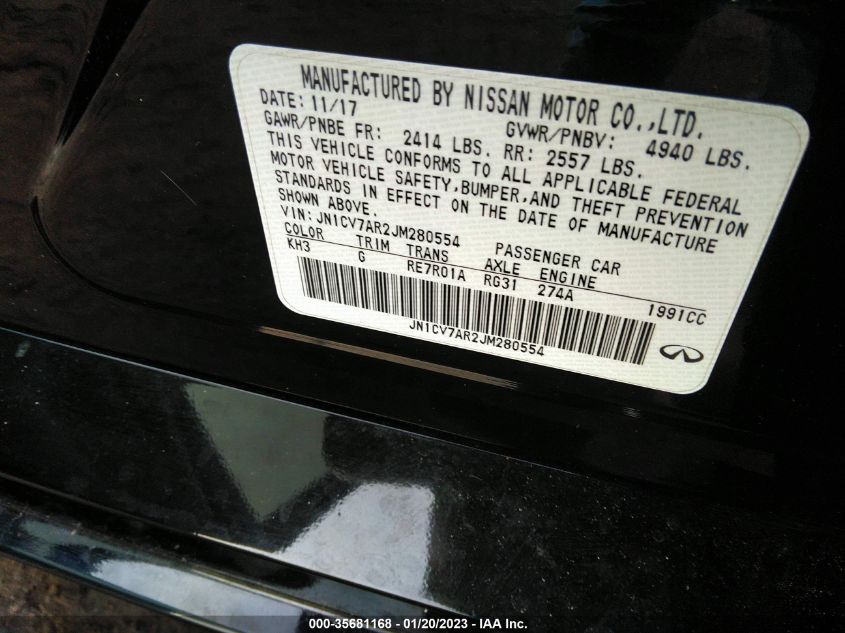 MANUFACTURED BY NISSAN MOTOR CO.,LTD.
DATE: 11/17 GVWR/PNBV: 4940 LBS.
GAWR/PNBE FR: 2414 LBS. RR: 2557 LBS.
THIS VEHICLE CONFORMS TO ALL APPLICABLE FEDERAL
MOTOR VEHICLE SAFETY,BUMPER,AND THEFT PREVENTION
STANDARDS IN EFFECT ON THE DATE OF MANUFACTURE
SHOWN ABOVE.
VIN: JN1CV7AR2JM280554 PASSENGER CAR
COLOR TRIM TRANS AXLE ENGINE
KH3 G RE7R01A RG31 274A 1991CC
JN1CV7AR2JM280554
000-35681168 - 01/20/2023 - IAA Inc.